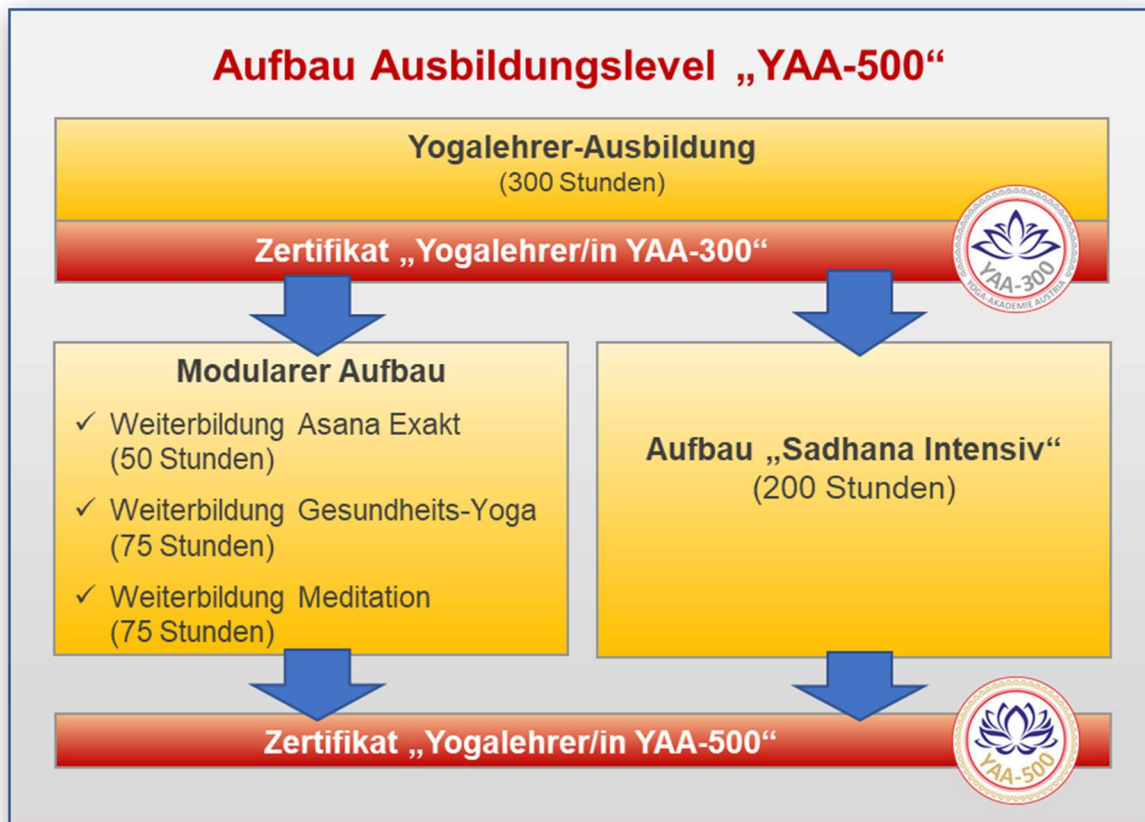 Aufbau Ausbildungslevel „YAA-500“
Yogalehrer-Ausbildung
(300 Stunden)
Zertifikat „Yogalehrer/in YAA-300“
YAA-300
YOGA-AKADEMIE AUSTRIA
Modularer Aufbau
✓ Weiterbildung Asana Exakt
(50 Stunden)
✓ Weiterbildung Gesundheits-Yoga
(75 Stunden)
✓ Weiterbildung Meditation
(75 Stunden)
Aufbau „Sadhana Intensiv“
(200 Stunden)
Zertifikat „Yogalehrer/in YAA-500“
YAA-500